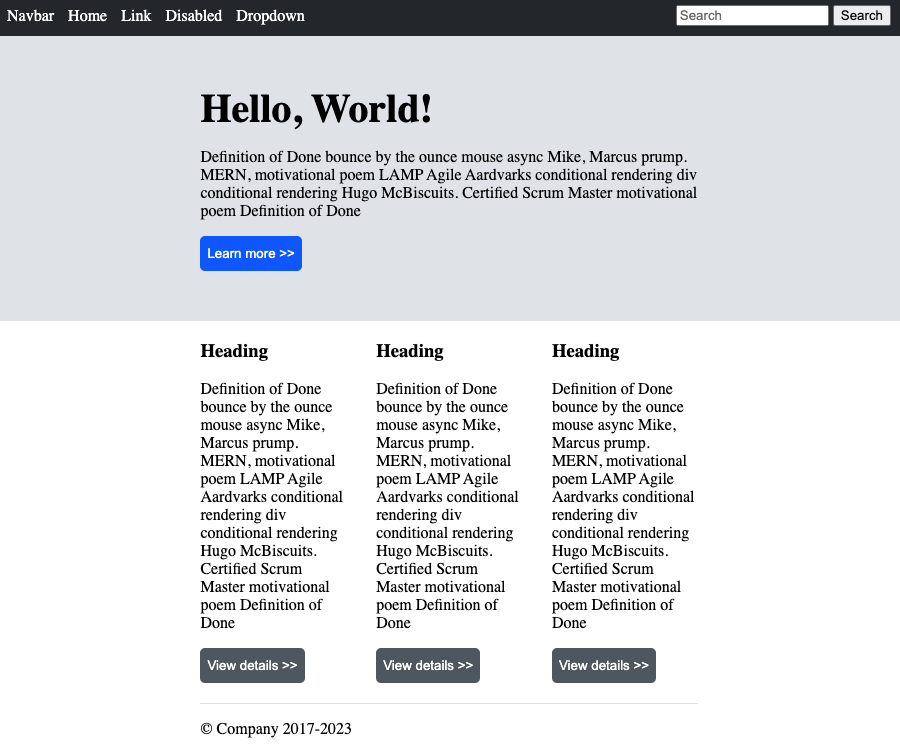 Navbar Home Link Disabled Dropdown Search Search
Hello, World!
Definition of Done bounce by the ounce mouse async Mike, Marcus prump.
MERN, motivational poem LAMP Agile Aardvarks conditional rendering div
conditional rendering Hugo McBiscuits. Certified Scrum Master motivational
poem Definition of Done
Learn more >>
Heading
Definition of Done
bounce by the ounce
mouse async Mike,
Marcus prump.
MERN, motivational
poem LAMP Agile
Aardvarks conditional
rendering div
conditional rendering
Hugo McBiscuits.
Certified Scrum
Master motivational
poem Definition of
Done
View details >>
Heading
Definition of Done
bounce by the ounce
mouse async Mike,
Marcus prump.
MERN, motivational
poem LAMP Agile
Aardvarks conditional
rendering div
conditional rendering
Hugo McBiscuits.
Certified Scrum
Master motivational
poem Definition of
Done
View details >>
Heading
Definition of Done
bounce by the ounce
mouse async Mike,
Marcus prump.
MERN, motivational
poem LAMP Agile
Aardvarks conditional
rendering div
conditional rendering
Hugo McBiscuits.
Certified Scrum
Master motivational
poem Definition of
Done
View details >>
© Company 2017-2023